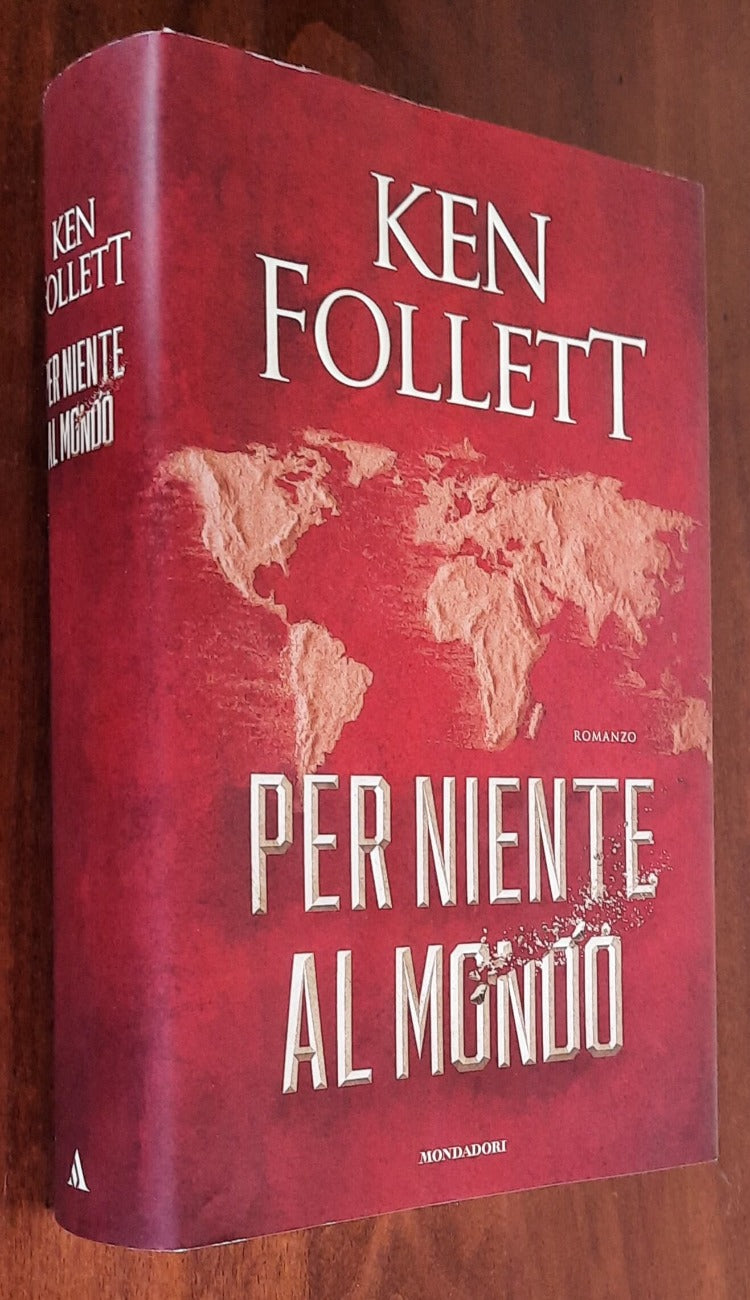 KEN
FOLLETT
PER NIENTE
AL MONDO
KEN
FOLLETT
ROMANZO
PER NIENTE
AL MONDO
MONDADORI